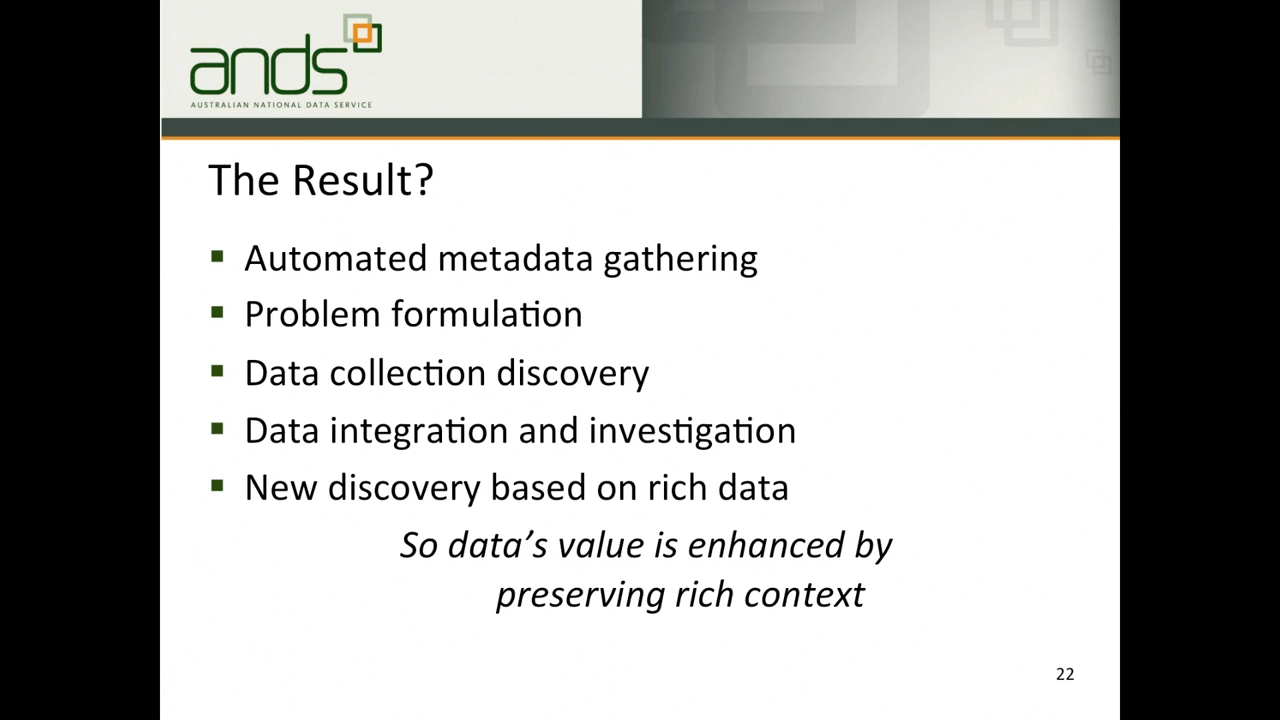 ands
AUSTRALIAN NATIONAL DATA SERVICE
The Result?
▪ Automated metadata gathering
▪ Problem formulation
▪ Data collection discovery
▪ Data integration and investigation
▪ New discovery based on rich data
So data’s value is enhanced by
preserving rich context
22